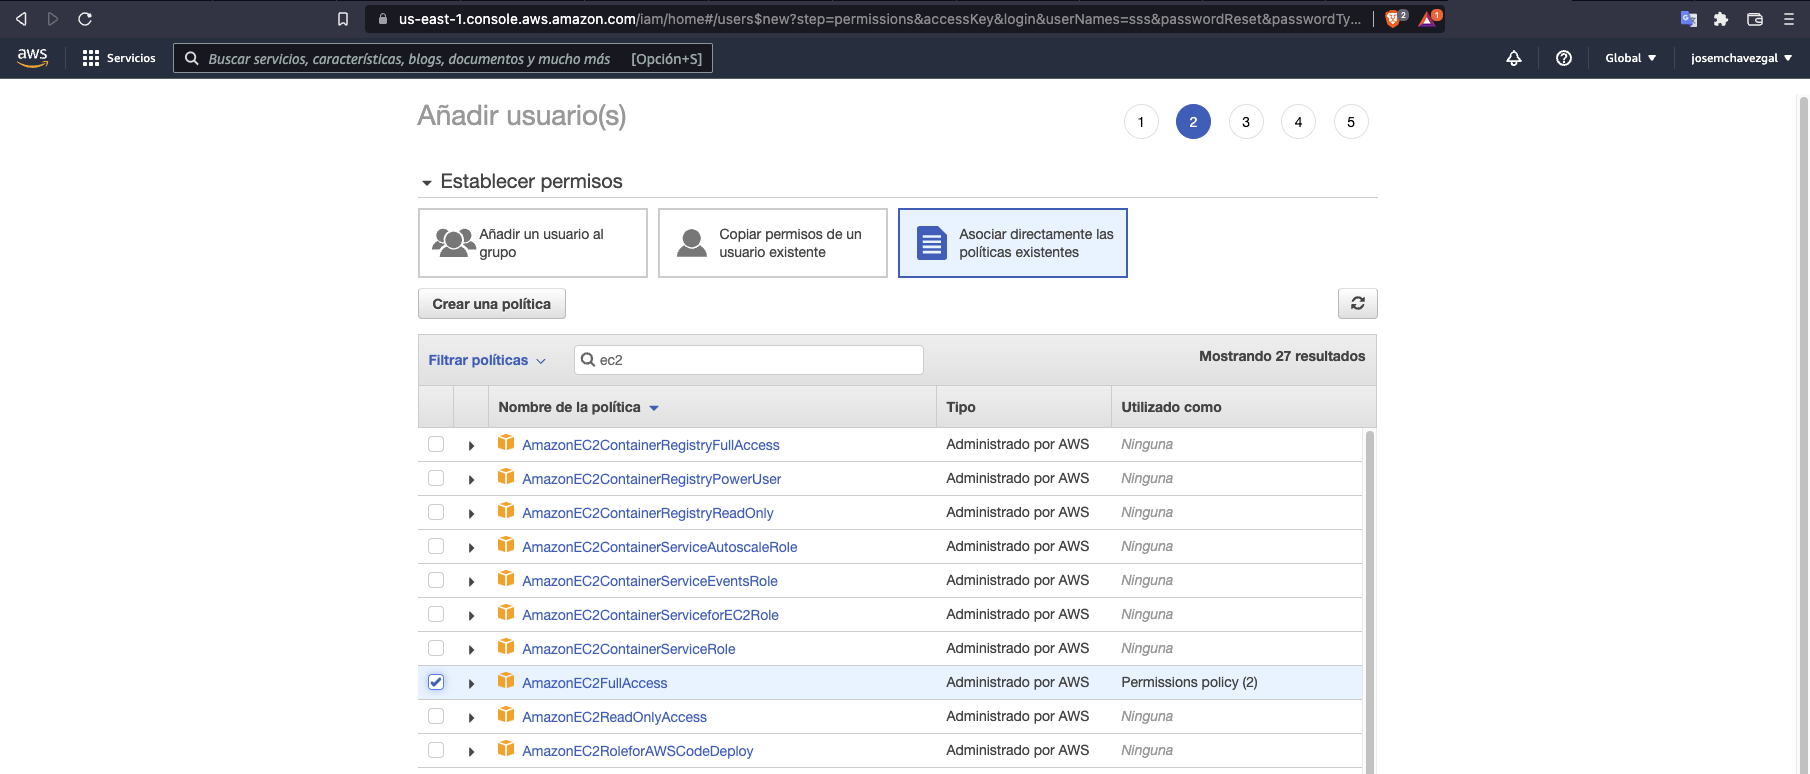 us-east-1.console.aws.amazon.com/iam/home#/users$new?step=permissions&accessKey&login&userNames=sss&passwordReset&passwordTy...
2
1
aws
Servicios
Buscar servicios, características, blogs, documentos y mucho más [Opción+S]
Global
josemchavezgal
Añadir usuario(s)
1 2 3 4 5
Establecer permisos
Añadir un usuario al
grupo
Copiar permisos de un
usuario existente
Asociar directamente las
políticas existentes
Crear una política
Filtrar políticas
ec2
Mostrando 27 resultados
Nombre de la política Tipo Utilizado como
AmazonEC2ContainerRegistryFullAccess Administrado por AWS Ninguna
AmazonEC2ContainerRegistryPowerUser Administrado por AWS Ninguna
AmazonEC2ContainerRegistryReadOnly Administrado por AWS Ninguna
AmazonEC2ContainerServiceAutoscaleRole Administrado por AWS Ninguna
AmazonEC2ContainerServiceEventsRole Administrado por AWS Ninguna
AmazonEC2ContainerServiceforEC2Role Administrado por AWS Ninguna
AmazonEC2ContainerServiceRole Administrado por AWS Ninguna
AmazonEC2FullAccess Administrado por AWS Permissions policy (2)
AmazonEC2ReadOnlyAccess Administrado por AWS Ninguna
AmazonEC2RoleforAWSCodeDeploy Administrado por AWS Ninguna